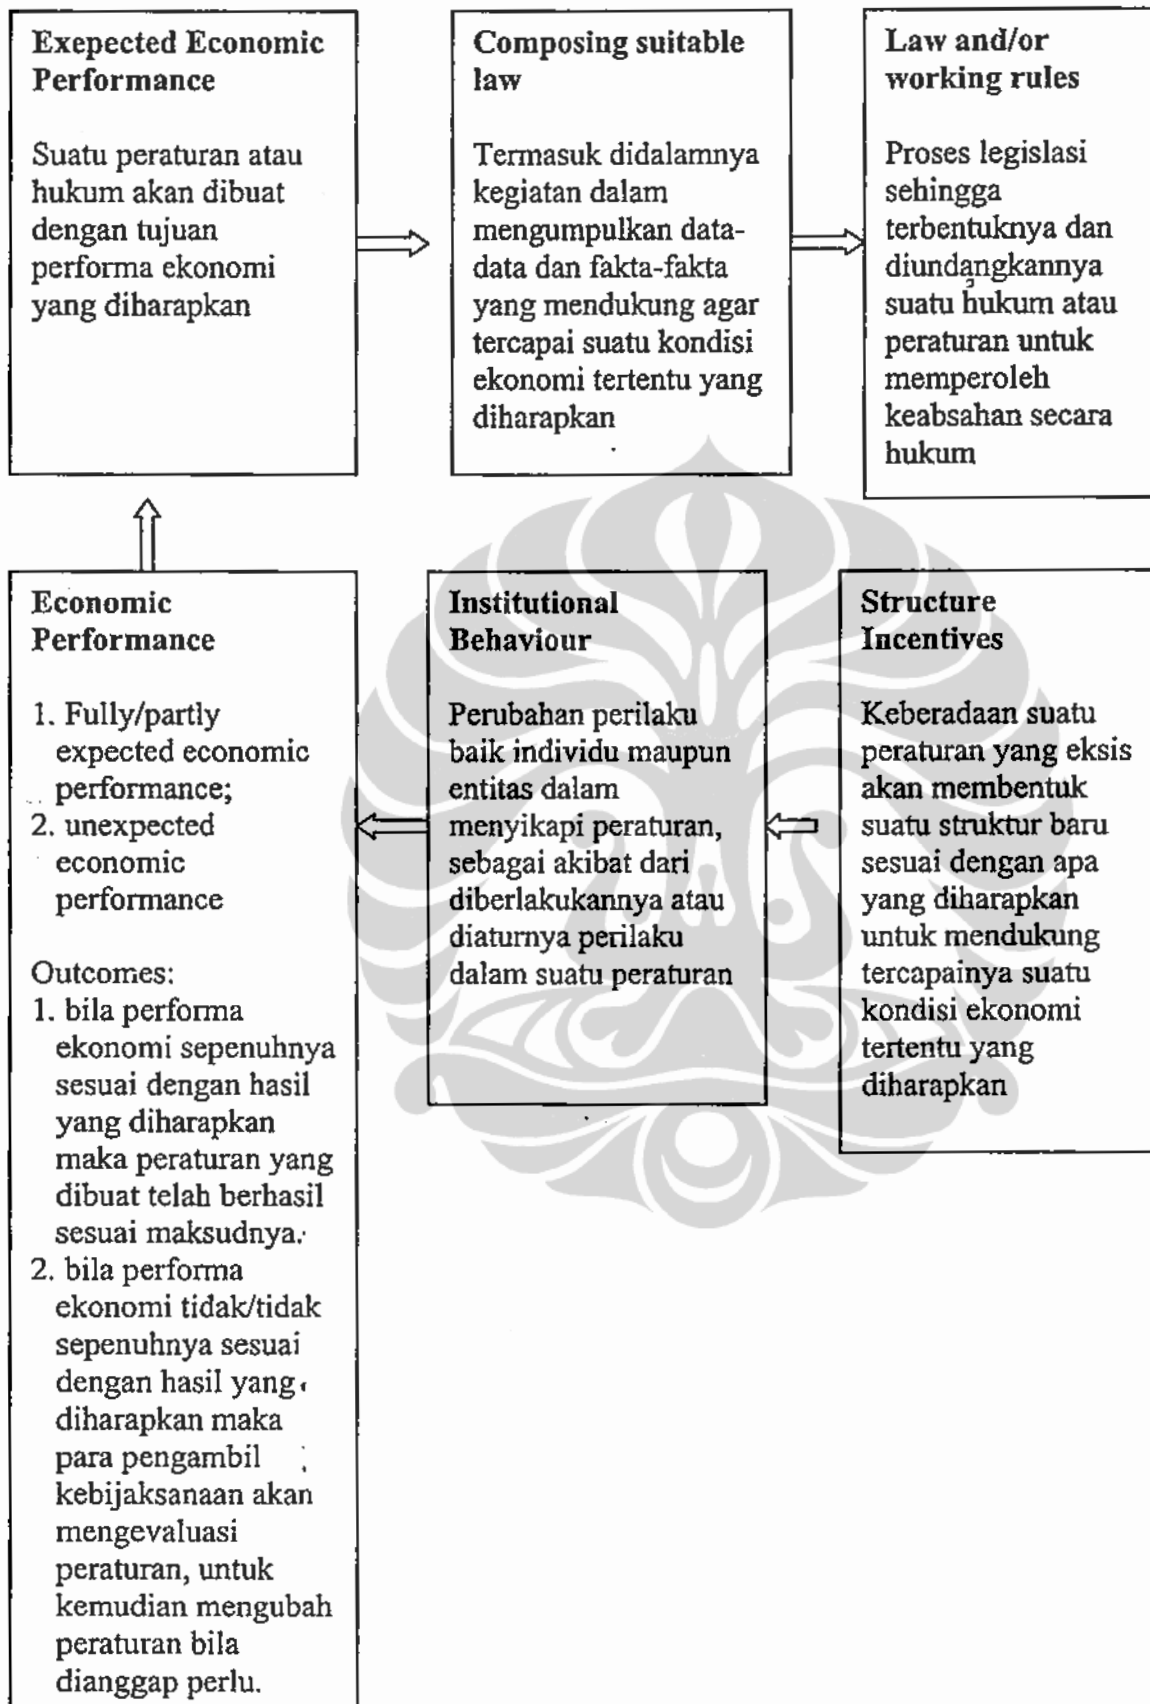 Exepected Economic
Performance
Suatu peraturan atau
hukum akan dibuat
dengan tujuan
performa ekonomi
yang diharapkan
Composing suitable
law
Termasuk didalamnya
kegiatan dalam
mengumpulkan data-
data dan fakta-fakta
yang mendukung agar
tercapai suatu kondisi
ekonomi tertentu yang
diharapkan
Law and/or
working rules
Proses legislasi
sehingga
terbentuknya dan
diundangkannya
suatu hukum atau
peraturan untuk
memperoleh
keabsahan secara
hukum
Economic
Performance
1. Fully/partly
expected economic
performance;
2. unexpected
economic
performance
Outcomes:
1. bila performa
ekonomi sepenuhnya
sesuai dengan hasil
yang diharapkan
maka peraturan yang
dibuat telah berhasil
sesuai maksudnya.
2. bila performa
ekonomi tidak/tidak
sepenuhnya sesuai
dengan hasil yang
diharapkan maka
para pengambil
kebijaksanaan akan
mengevaluasi
peraturan, untuk
kemudian mengubah
peraturan bila
dianggap perlu.
Institutional
Behaviour
Perubahan perilaku
baik individu maupun
entitas dalam
menyikapi peraturan,
sebagai akibat dari
diberlakukannya atau
diaturnya perilaku
dalam suatu peraturan
Structure
Incentives
Keberadaan suatu
peraturan yang eksis
akan membentuk
suatu struktur baru
sesuai dengan apa
yang diharapkan
untuk mendukung
tercapainya suatu
kondisi ekonomi
tertentu yang
diharapkan